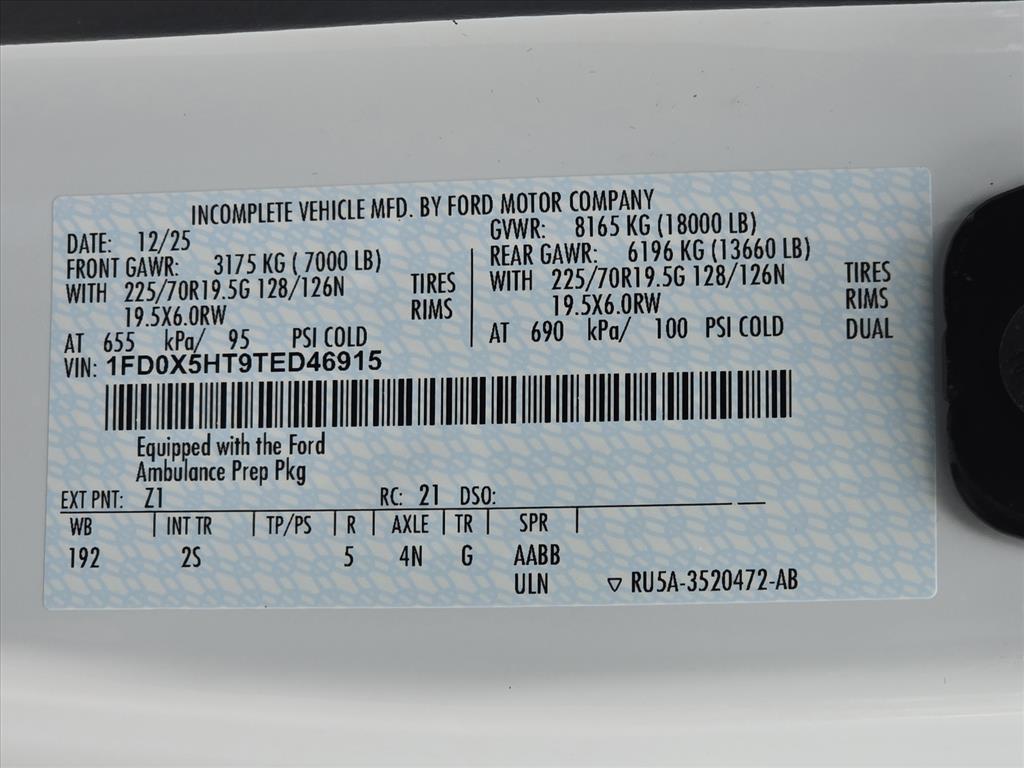 INCOMPLETE VEHICLE MFD. BY FORD MOTOR COMPANY
DATE: 12/25
FRONT GAWR: 3175 KG ( 7000 LB)
WITH 225/70R19.5G 128/126N TIRES
19.5X6.0RW RIMS
AT 655 kPa/ 95 PSI COLD
GVWR: 8165 KG (18000 LB)
REAR GAWR: 6196 KG (13660 LB)
WITH 225/70R19.5G 128/126N TIRES
19.5X6.0RW RIMS
AT 690 kPa/ 100 PSI COLD DUAL
VIN: 1FD0X5HT9TED46915
Equipped with the Ford
Ambulance Prep Pkg
EXT PNT: Z1 RC: 21 DSO:
WB INT TR TP/PS R AXLE TR SPR
192 2S 5 4N G AABB
ULN ▽ RU5A-3520472-AB